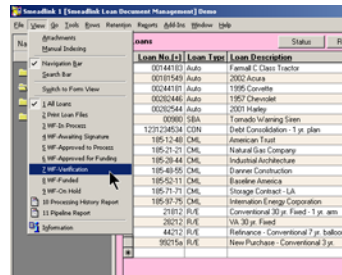 Smeadlink 1 [Smeadlink Loan Document Management] Demo
File View Go Tools Rows Retention Reports Add-Ins Window Help
Na
Attachments
Manual Indexing
Navigation Bar
Search Bar
Switch to Form View
1 All Loans
2 Print Loan Files
3 WF-In Process
4 WF-Awaiting Signature
5 WF-Approved to Process
6 WF-Approved for Funding
7 WF-Verification
8 WF-Funded
9 WF-On Hold
10 Processing History Report
11 Pipeline Report
Information
Loans
Status
Loan No.[+] Loan Type Loan Description
00144183 Auto Farmall C Class Tractor
00181549 Auto 2002 Acura
00244181 Auto 1995 Corvette
00282446 Auto 1957 Chevrolet
00282544 Auto 2001 Harley
00980 SBA Tornado Warning Siren
1231234534 CON Debt Consolidation - 1 yr. plan
185-12-48 CML American Trust
185-21-21 CML Natural Gas Company
185-28-44 CML Industrial Architecture
185-48-55 CML Danner Construction
185-52-11 CML Baseline America
185-71-71 CML Storage Contract - LA
185-97-75 CML Internation Energy Corporation
21812 R/E Conventional 30 yr. Fixed - 1 yr. arm
28212 R/E VA 30 yr. Fixed
44212 R/E Refinance - Conventional 7 yr. balloon
99215a R/E New Purchase - Conventional 3 yr.